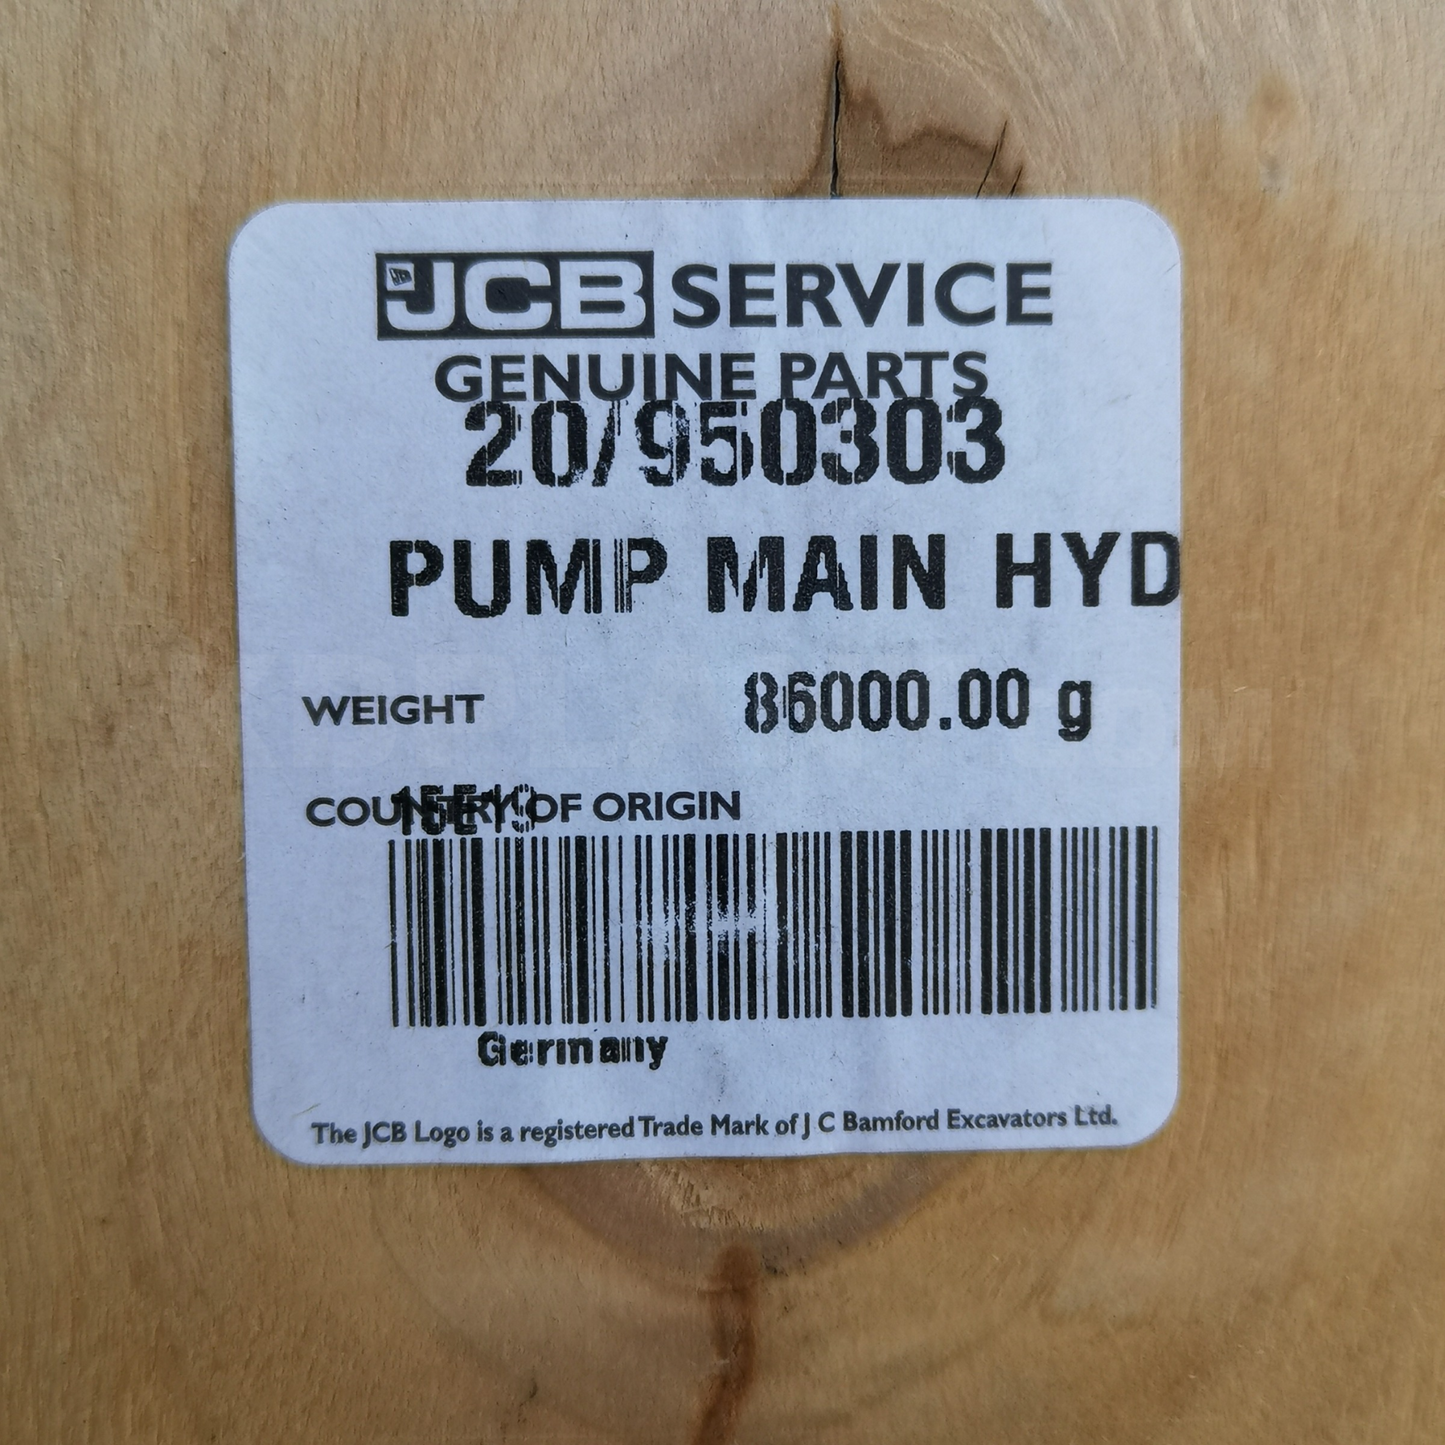 JCB SERVICE
GENUINE PARTS
20/950303
PUMP MAIN HYD
WEIGHT 86000.00 g
COUNTRY OF ORIGIN
15E19
Germany
The JCB Logo is a registered Trade Mark of J C Bamford Excavators Ltd.